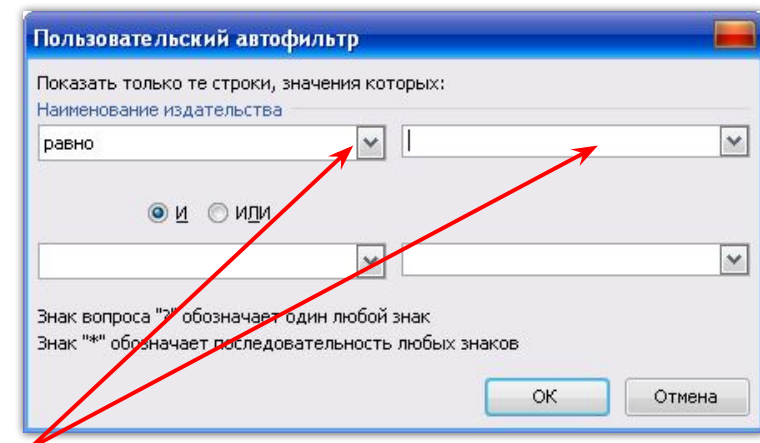 Пользовательский автофильтр
Показать только те строки, значения которых:
Наименование издательства
равно
И ИЛИ
Знак вопроса "?" обозначает один любой знак
Знак "*" обозначает последовательность любых знаков
ОК Отмена